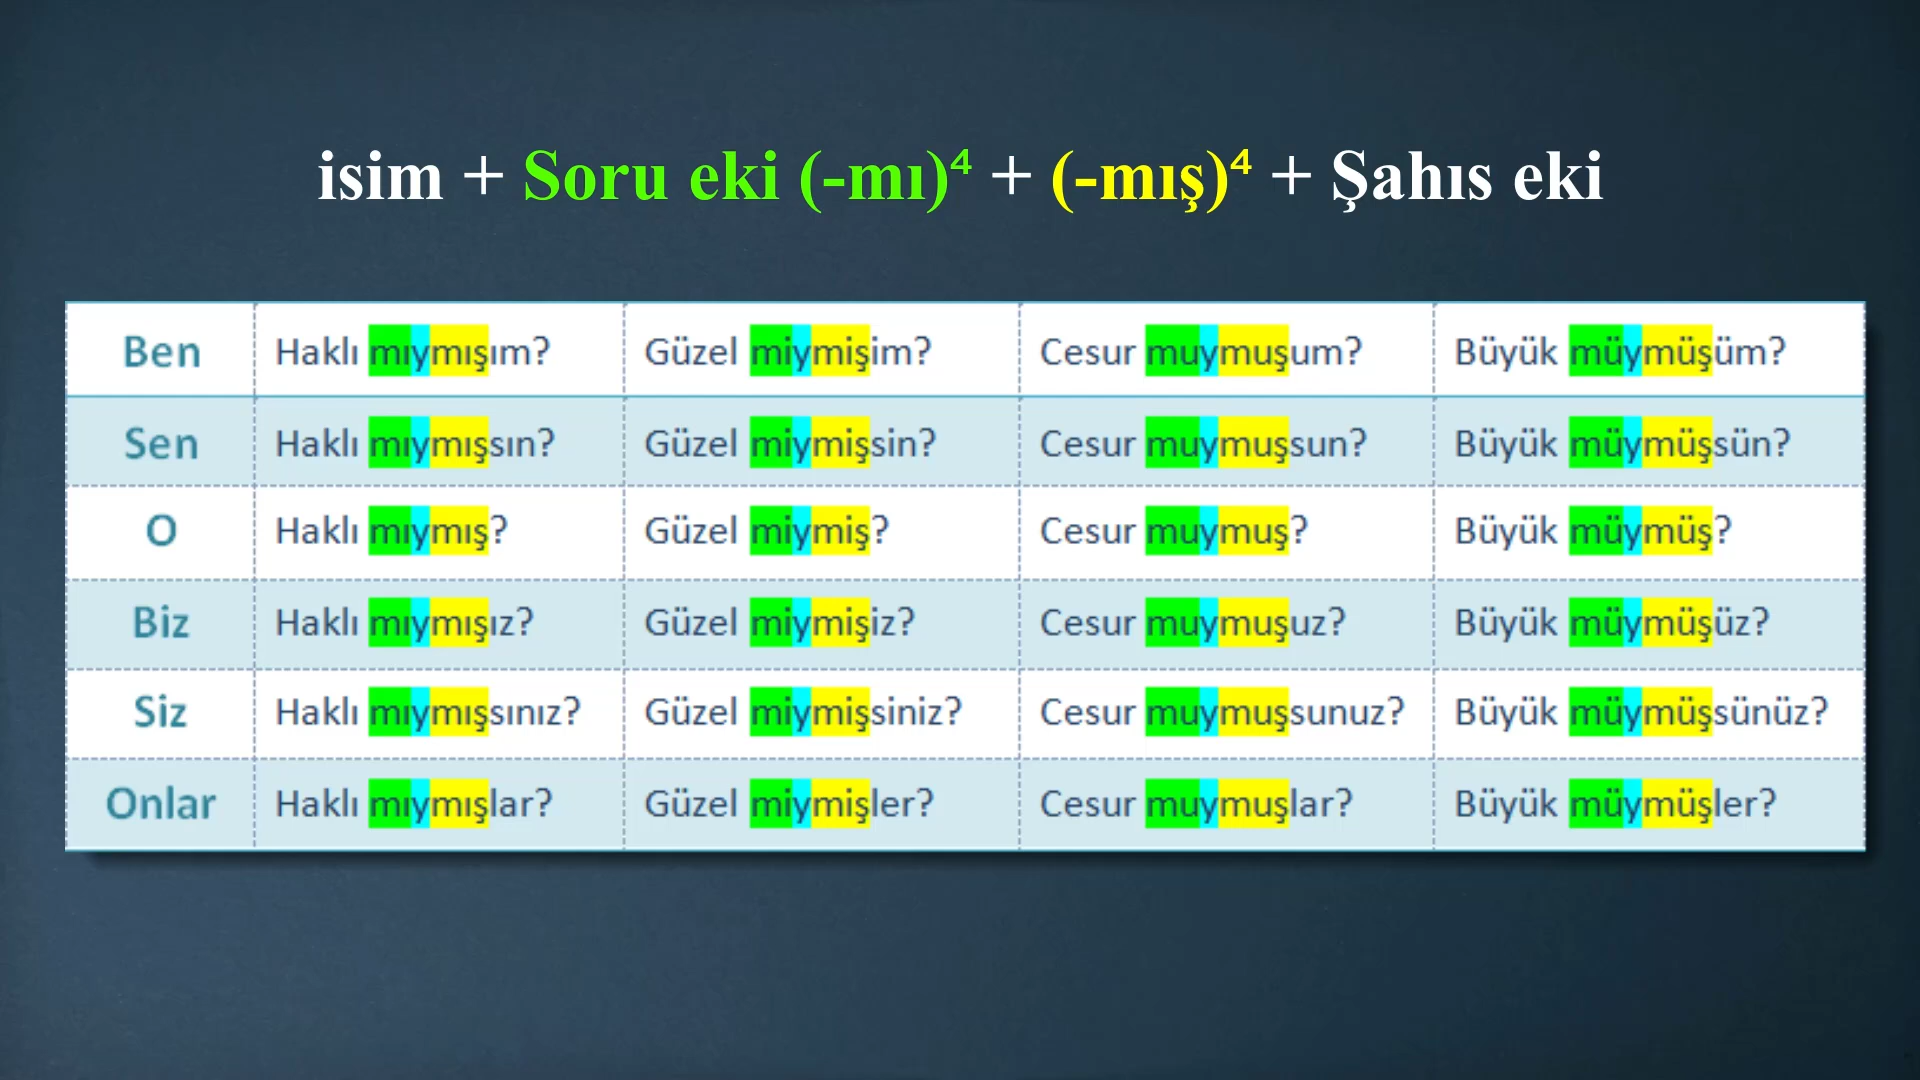 isim + Soru eki (-mı)⁴ + (-mış)⁴ + Şahıs eki
Ben Haklı mıymışım? Güzel miymişim? Cesur muymuşum? Büyük müymüşüm?
Sen Haklı mıymışsın? Güzel miymişsin? Cesur muymuşsun? Büyük müymüşsün?
O Haklı mıymış? Güzel miymiş? Cesur muymuş? Büyük müymüş?
Biz Haklı mıymışız? Güzel miymişiz? Cesur muymuşuz? Büyük müymüşüz?
Siz Haklı mıymışsınız? Güzel miymişsiniz? Cesur muymuşsunuz? Büyük müymüşsünüz?
Onlar Haklı mıymışlar? Güzel miymişler? Cesur muymuşlar? Büyük müymüşler?